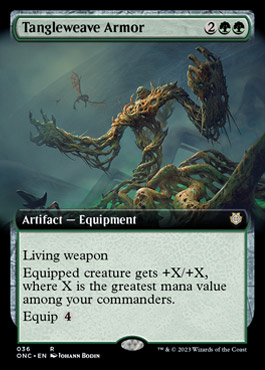 Tangleweave Armor 2
Artifact — Equipment
Living weapon
Equipped creature gets +X/+X,
where X is the greatest mana value
among your commanders.
Equip 4
036 R
ONC • EN Johann Bodin
™ & © 2023 Wizards of the Coast